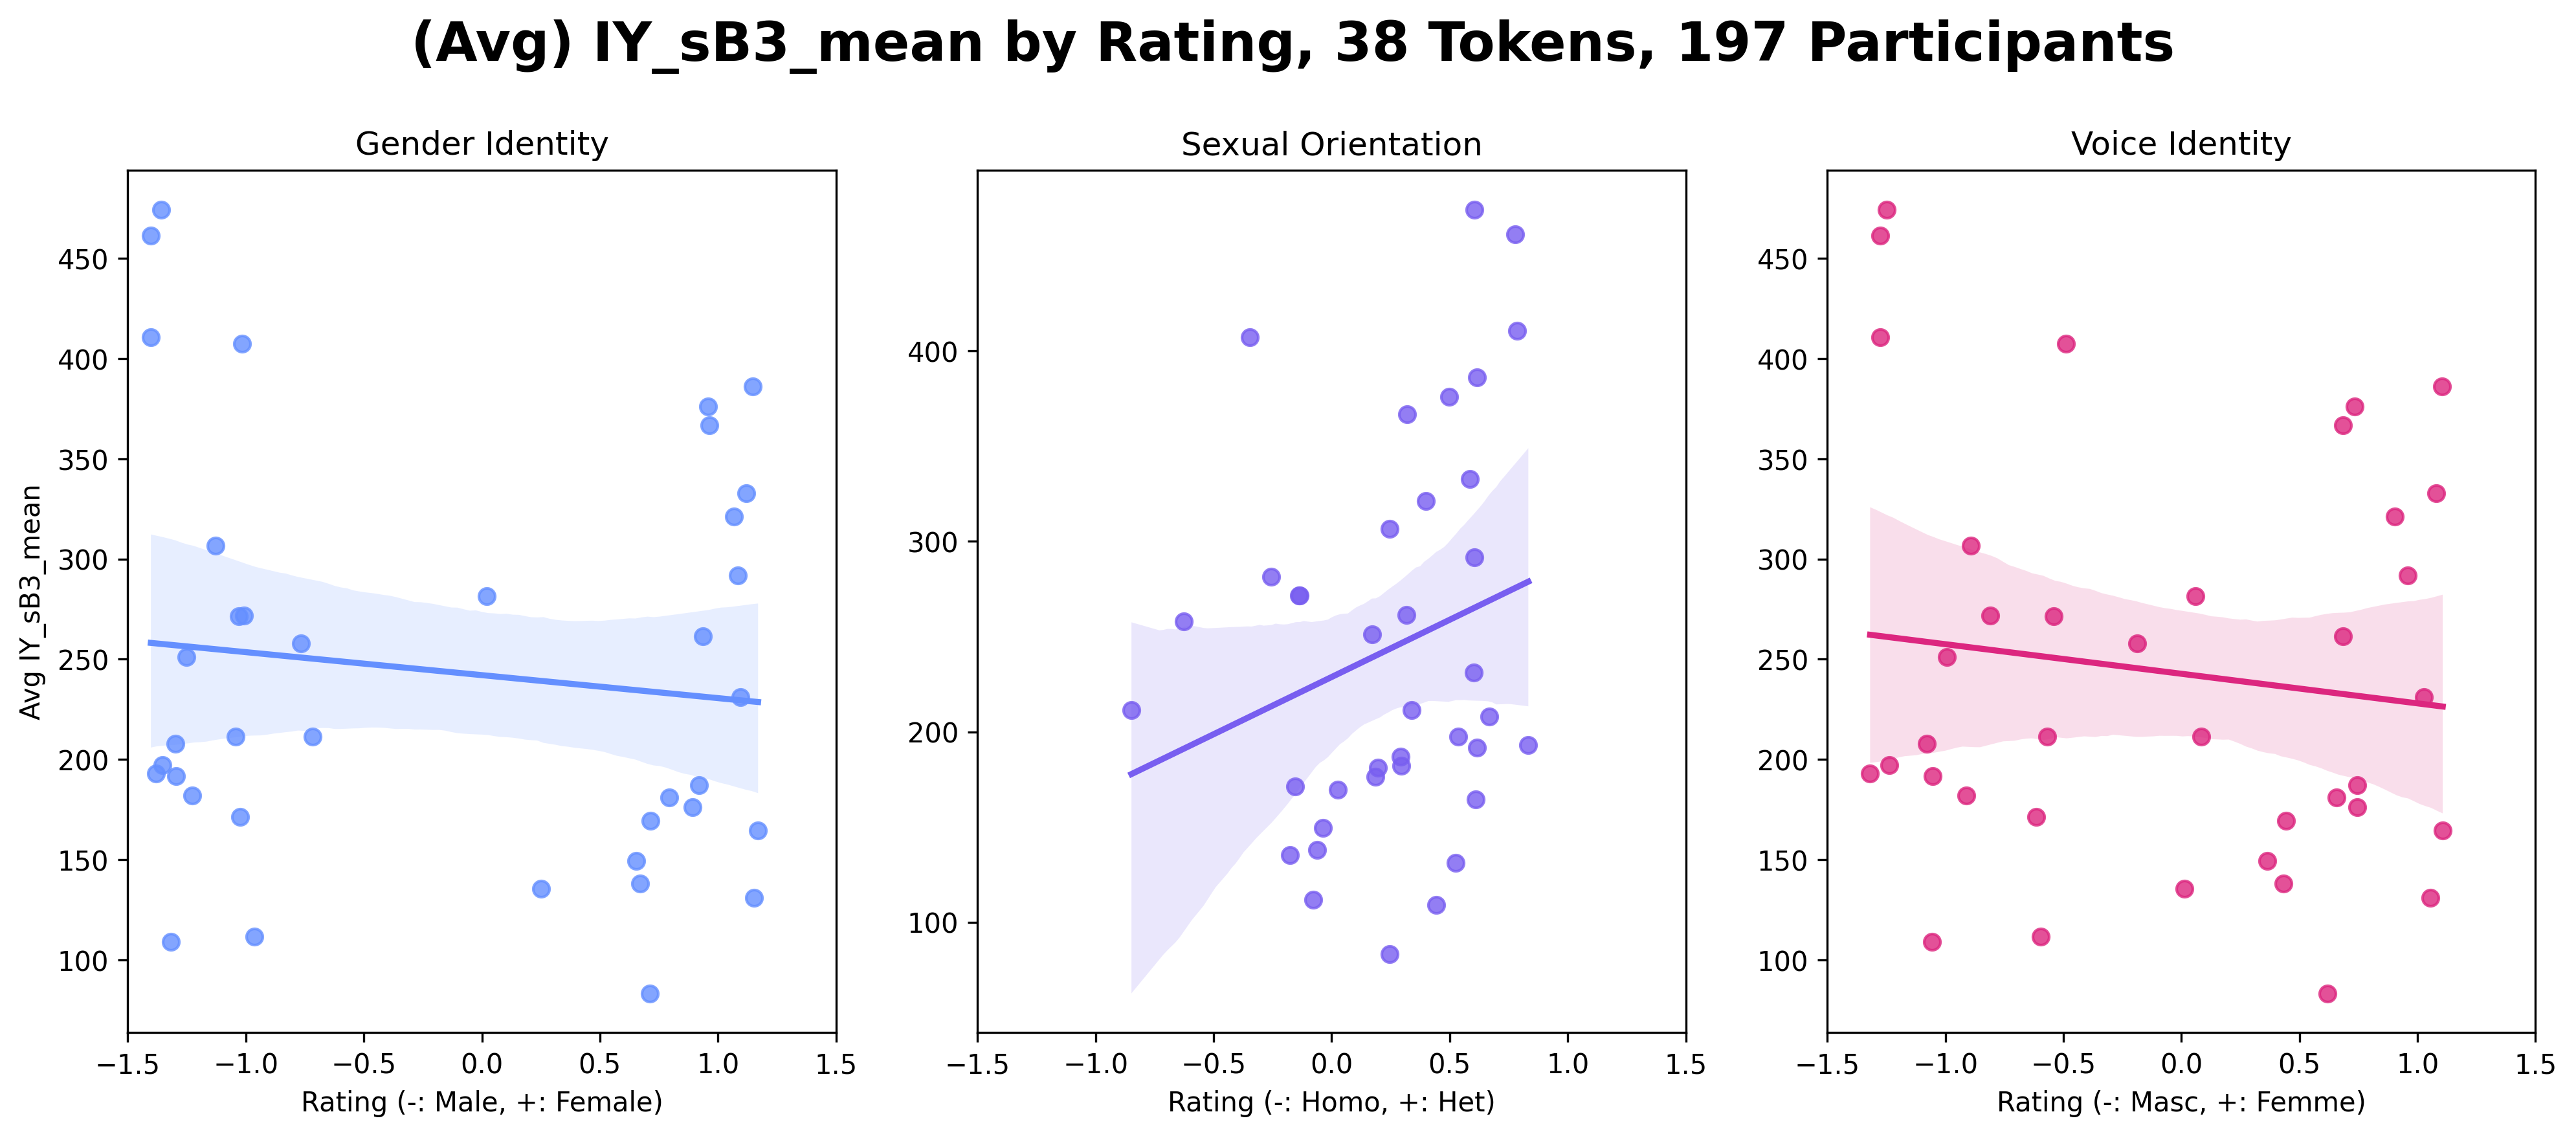 (Avg) IY_sB3_mean by Rating, 38 Tokens, 197 Participants
Gender Identity
Sexual Orientation
Voice Identity
Avg IY_sB3_mean
450
400
350
300
250
200
150
100
−1.5 −1.0 −0.5 0.0 0.5 1.0 1.5
Rating (-: Male, +: Female)
400
300
200
100
−1.5 −1.0 −0.5 0.0 0.5 1.0 1.5
Rating (-: Homo, +: Het)
450
400
350
300
250
200
150
100
−1.5 −1.0 −0.5 0.0 0.5 1.0 1.5
Rating (-: Masc, +: Femme)